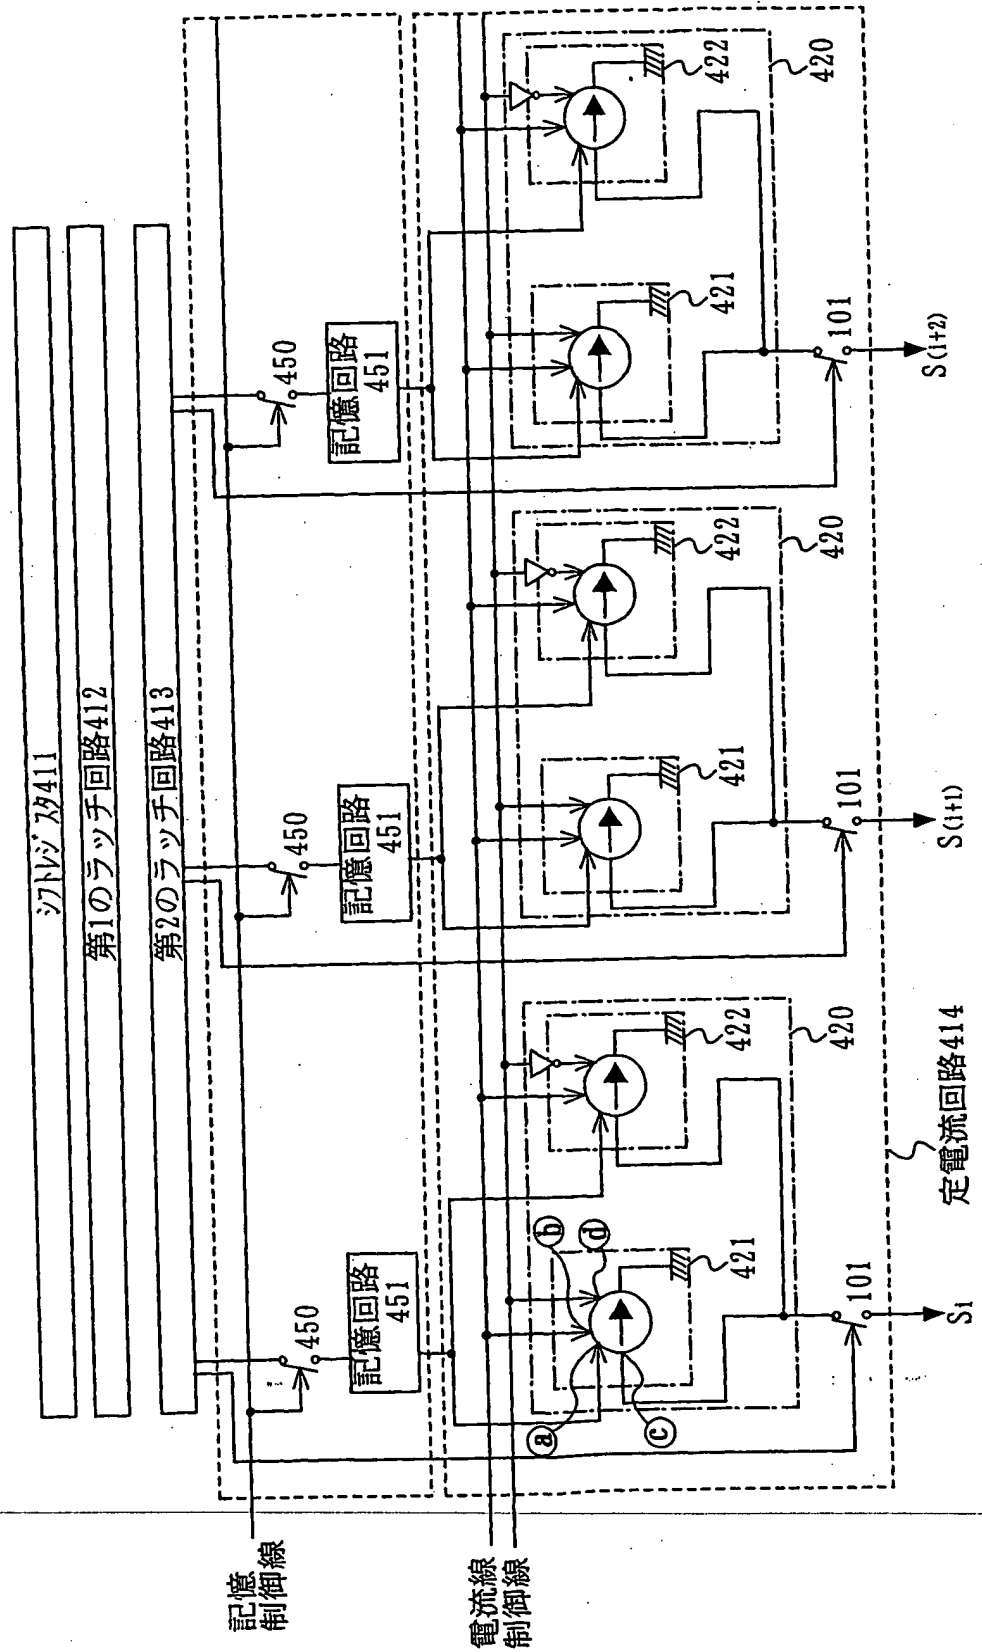 シフトレジスタ411
第1のラッチ回路412
第2のラッチ回路413
記憶
制御線
450
450
450
記憶回路
451
記憶回路
451
記憶回路
451
電流線
制御線
a
b
c
d
421
422
420
421
422
420
421
422
420
101
101
101
Si
S(i+1)
S(i+2)
定電流回路414